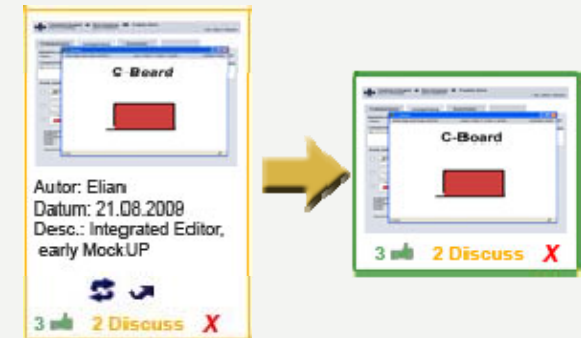 C-Board
Autor: Elian
Datum: 21.08.2009
Desc.: Integrated Editor,
early MockUP
3 2 Discuss X
C-Board
3 2 Discuss X